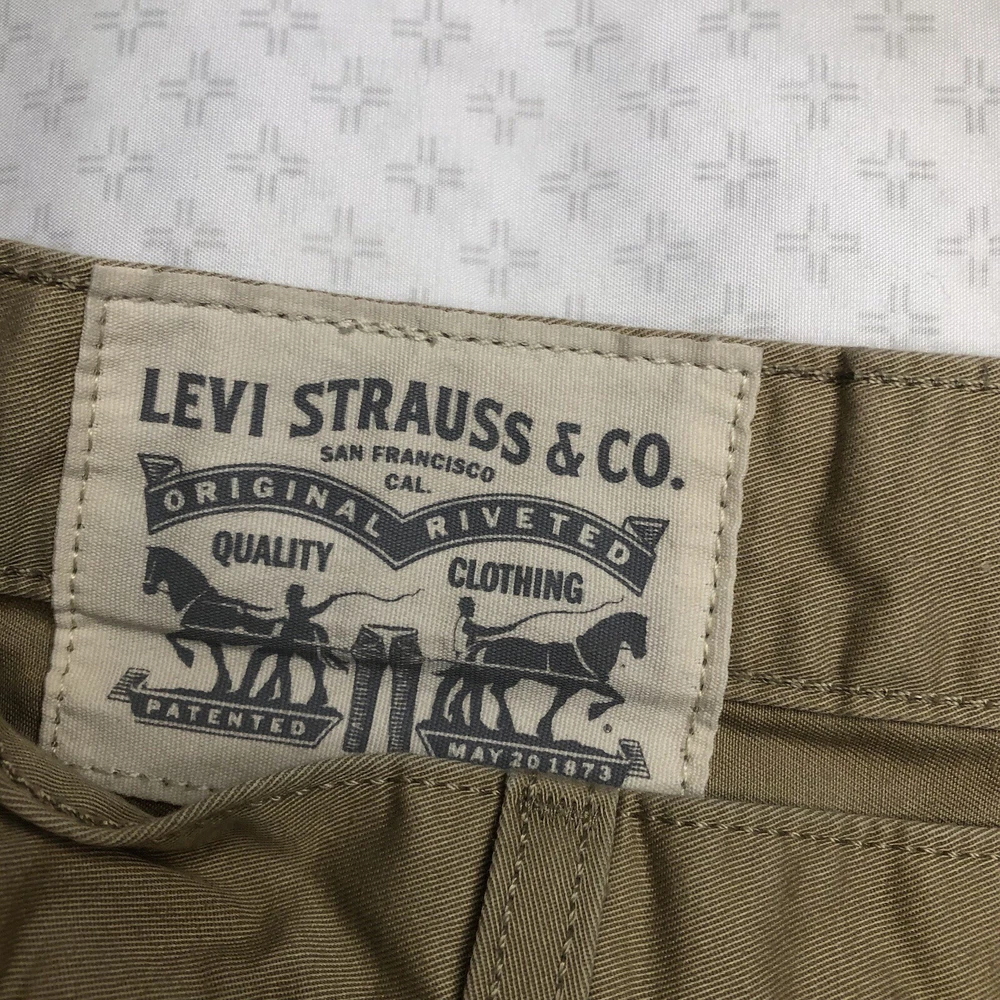 LEVI STRAUSS & CO.
SAN FRANCISCO
CAL.
ORIGINAL RIVETED
QUALITY CLOTHING
PATENTED
MAY 20 1873